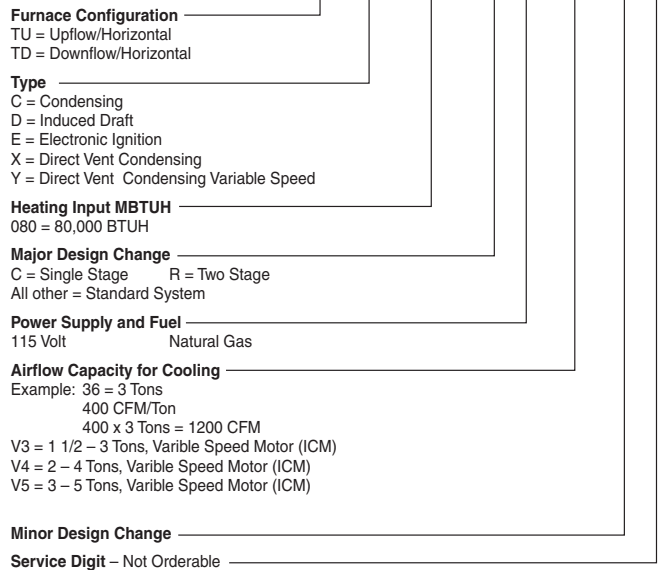 Furnace Configuration
TU = Upflow/Horizontal
TD = Downflow/Horizontal
Type
C = Condensing
D = Induced Draft
E = Electronic Ignition
X = Direct Vent Condensing
Y = Direct Vent Condensing Variable Speed
Heating Input MBTUH
080 = 80,000 BTUH
Major Design Change
C = Single Stage R = Two Stage
All other = Standard System
Power Supply and Fuel
115 Volt Natural Gas
Airflow Capacity for Cooling
Example: 36 = 3 Tons
400 CFM/Ton
400 x 3 Tons = 1200 CFM
V3 = 1 1/2 – 3 Tons, Varible Speed Motor (ICM)
V4 = 2 – 4 Tons, Varible Speed Motor (ICM)
V5 = 3 – 5 Tons, Varible Speed Motor (ICM)
Minor Design Change
Service Digit – Not Orderable